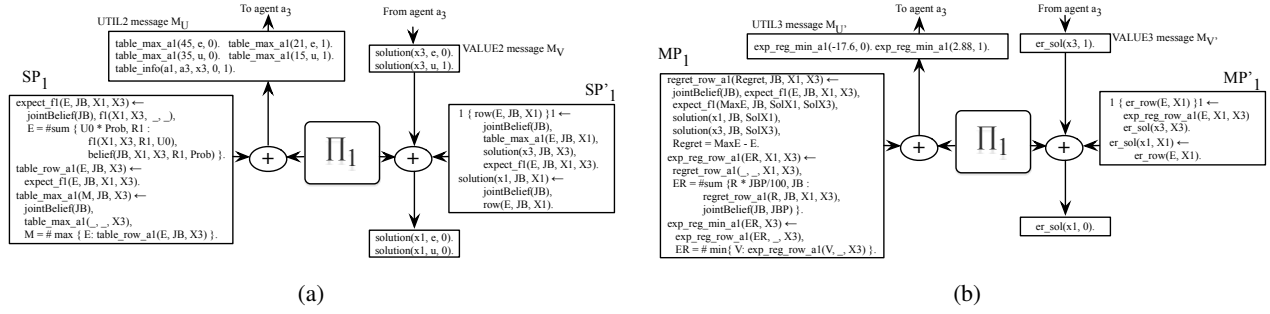 To agent a3
From agent a3
UTIL2 message MU
table_max_a1(45, e, 0). table_max_a1(21, e, 1).
table_max_a1(35, u, 0). table_max_a1(15, u, 1).
table_info(a1, a3, x3, 0, 1).
solution(x3, e, 0).
solution(x3, u, 1).
VALUE2 message MV
SP1
expect_f1(E, JB, X1, X3) ←
jointBelief(JB), f1(X1, X3, _, _),
E = #sum { U0 * Prob, R1 :
f1(X1, X3, R1, U0),
belief(JB, X1, X3, R1, Prob) }.
table_row_a1(E, JB, X3) ←
expect_f1(E, JB, X1, X3).
table_max_a1(M, JB, X3) ←
jointBelief(JB),
table_max_a1(_, _, X3),
M = # max { E: table_row_a1(E, JB, X3) }.
+
Π1
+
SP'1
1 { row(E, JB, X1) }1 ←
jointBelief(JB),
table_max_a1(E, JB, X1),
solution(x3, JB, X3),
expect_f1(E, JB, X1, X3).
solution(x1, JB, X1) ←
jointBelief(JB),
row(E, JB, X1).
solution(x1, e, 0).
solution(x1, u, 0).
(a)
To agent a3
From agent a3
UTIL3 message MU'
exp_reg_min_a1(-17.6, 0). exp_reg_min_a1(2.88, 1).
er_sol(x3, 1).
VALUE3 message MV'
MP1
regret_row_a1(Regret, JB, X1, X3) ←
jointBelief(JB), expect_f1(E, JB, X1, X3),
expect_f1(MaxE, JB, SolX1, SolX3),
solution(x1, JB, SolX1),
solution(x3, JB, SolX3),
Regret = MaxE - E.
exp_reg_row_a1(ER, X1, X3) ←
regret_row_a1(_, _, X1, X3),
ER = #sum {R * JBP/100, JB :
regret_row_a1(R, JB, X1, X3),
jointBelief(JB, JBP) }.
exp_reg_min_a1(ER, X3) ←
exp_reg_row_a1(ER, _, X3),
ER = # min{ V: exp_reg_row_a1(V, _, X3) }.
+
Π1
+
MP'1
1 { er_row(E, X1) }1 ←
exp_reg_row_a1(E, X1, X3)
er_sol(x3, X3).
er_sol(x1, X1) ←
er_row(E, X1).
er_sol(x1, 0).
(b)